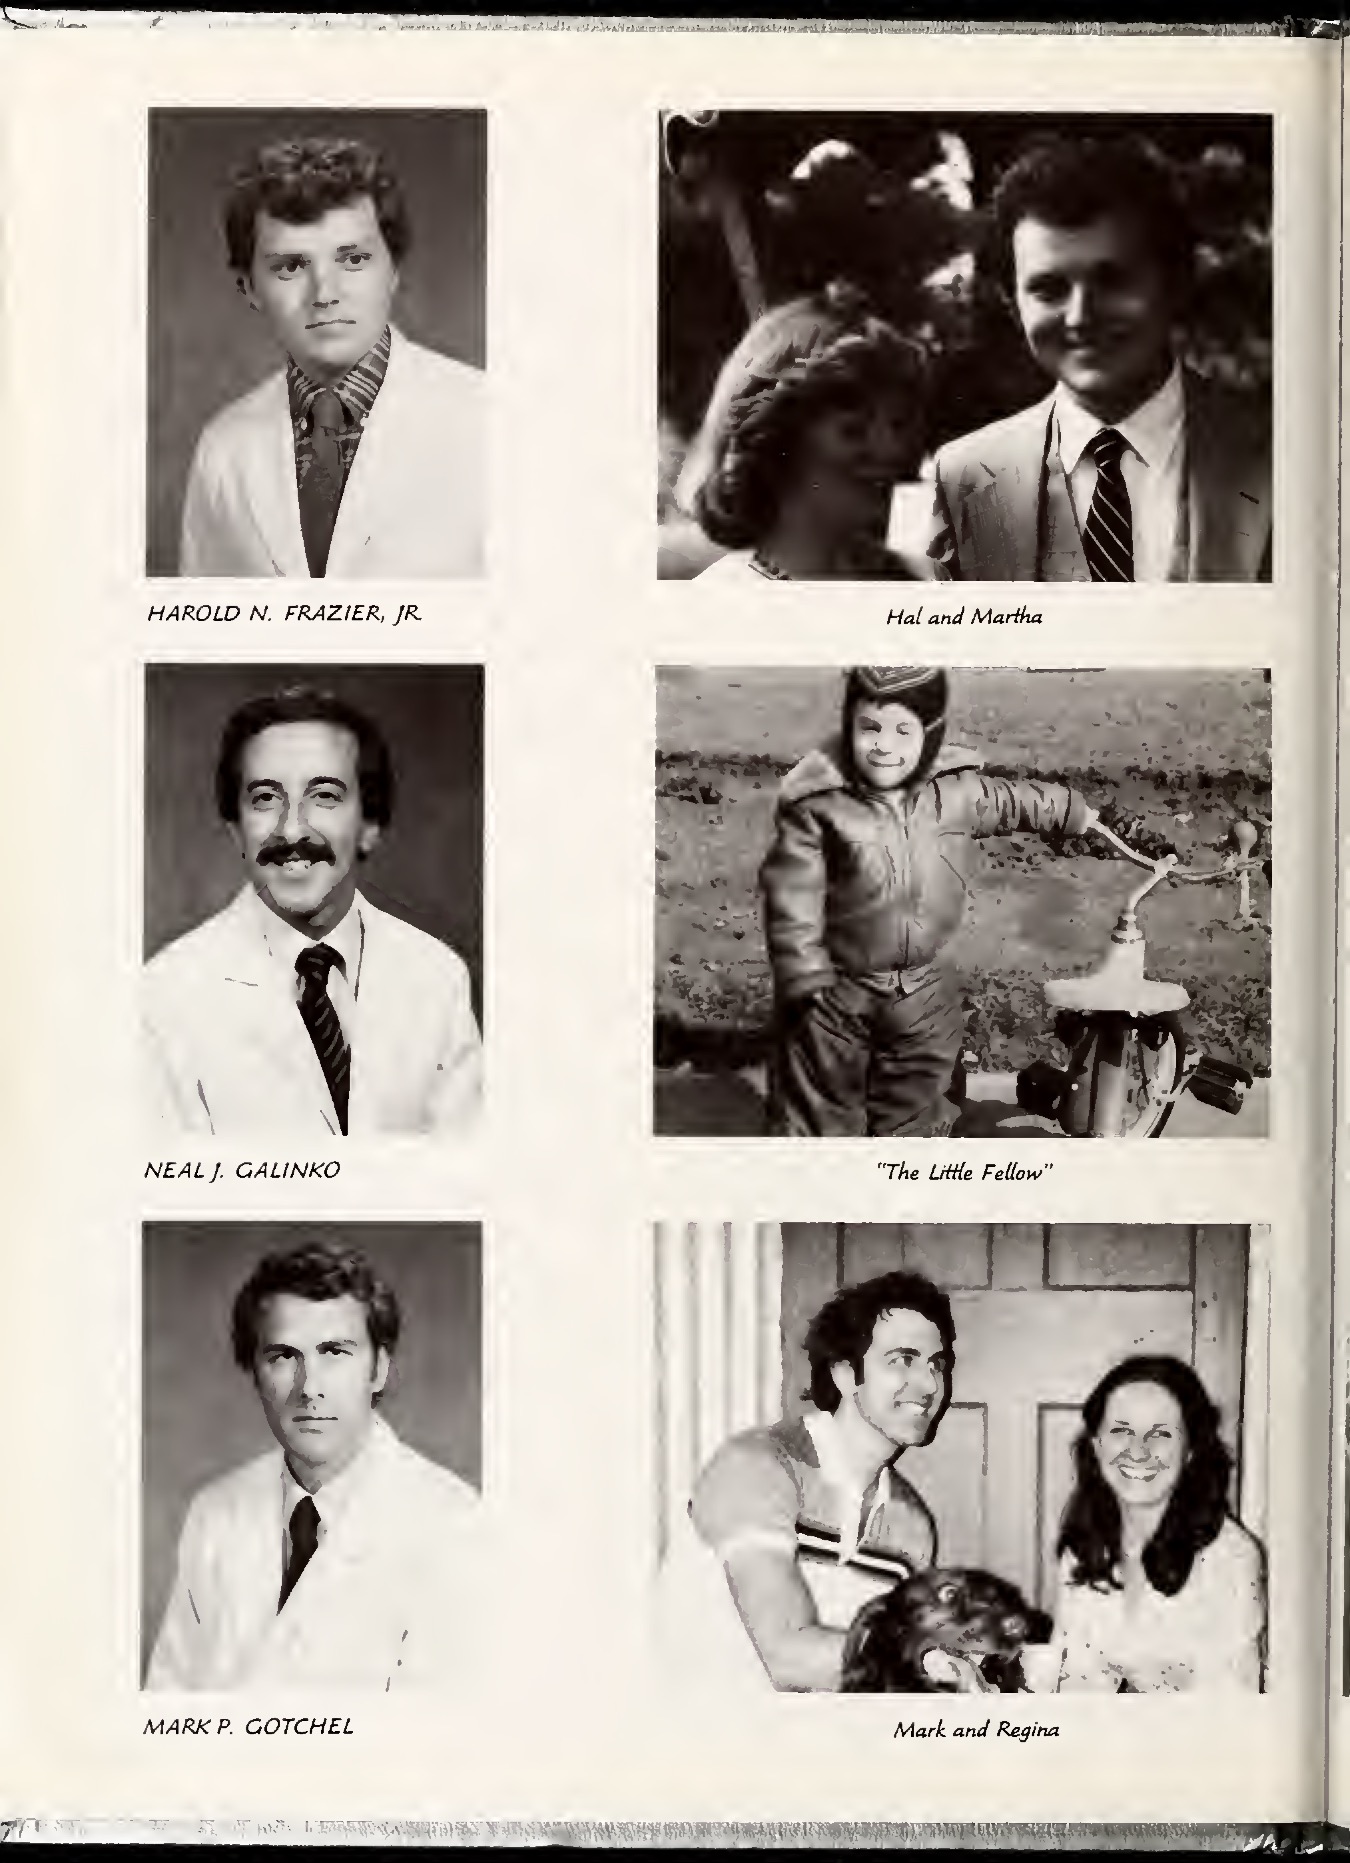 HAROLD N. FRAZIER, JR.
Hal and Martha
NEAL J. GALINKO
"The Little Fellow"
MARK P. GOTCHEL
Mark and Regina